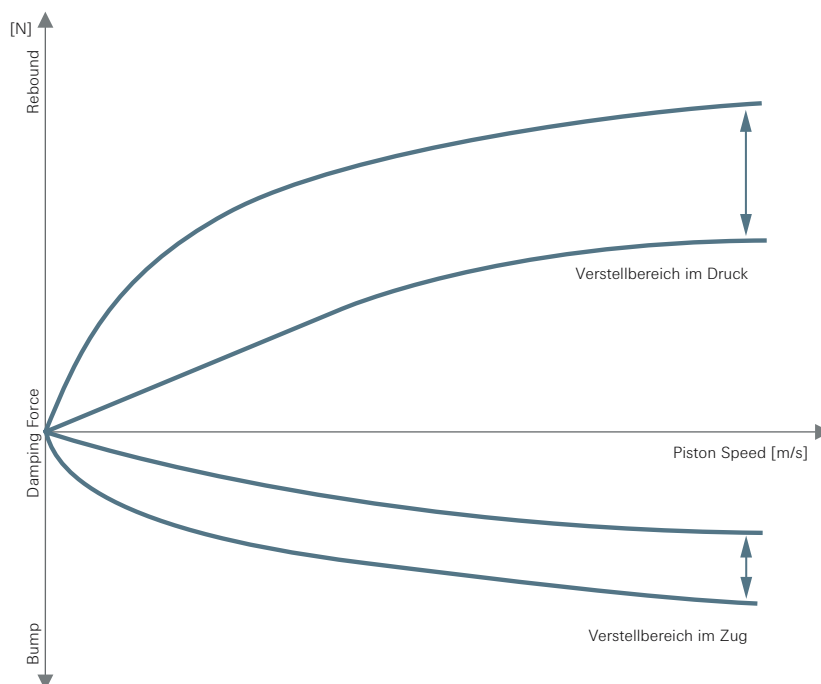 [N]
Rebound
Verstellbereich im Druck
Damping Force
Piston Speed [m/s]
Bump
Verstellbereich im Zug